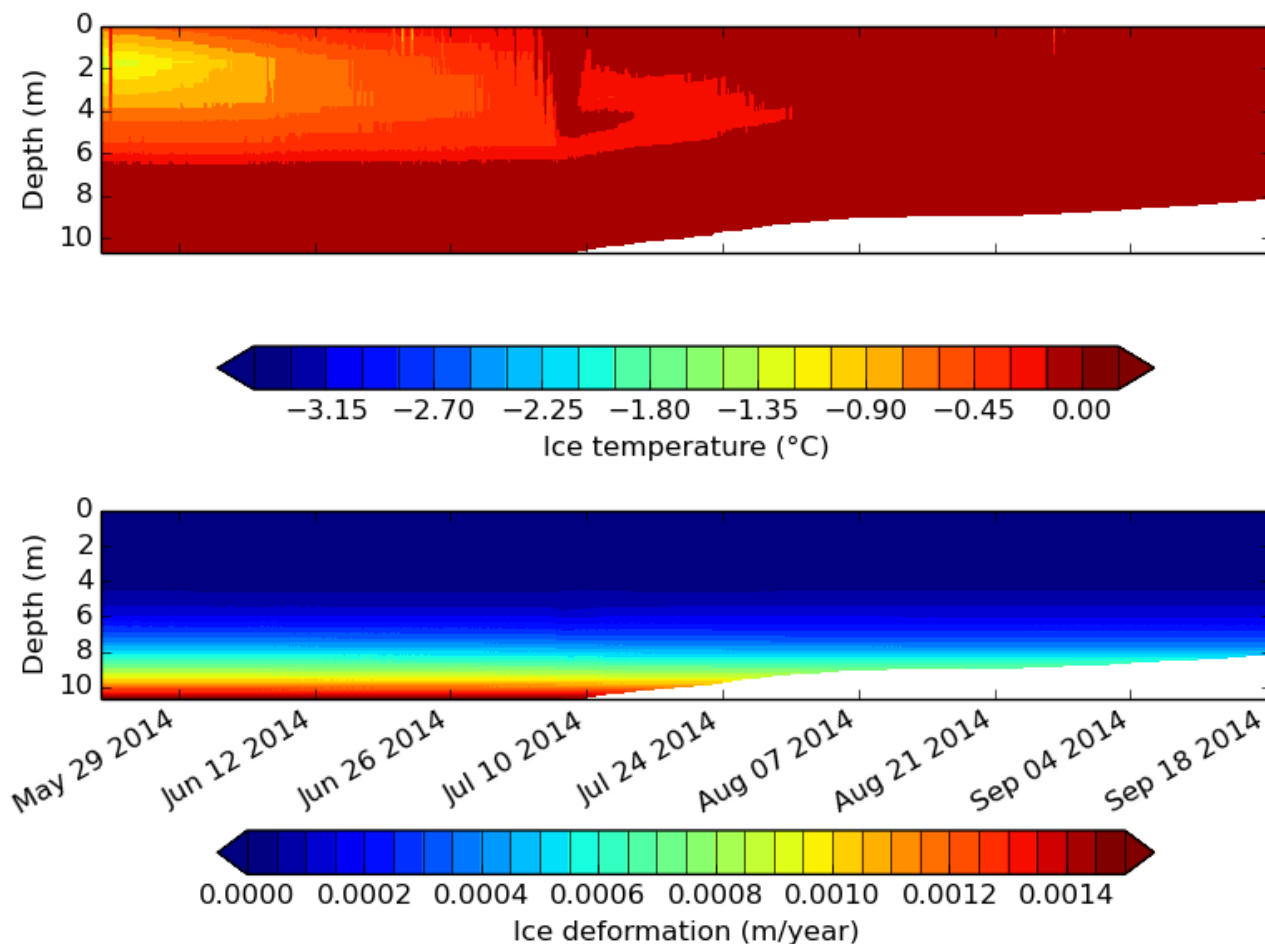 0
2
4
6
8
10
Depth (m)
−3.15 −2.70 −2.25 −1.80 −1.35 −0.90 −0.45 0.00
Ice temperature (°C)
0
2
4
6
8
10
Depth (m)
May 29 2014 Jun 12 2014 Jun 26 2014 Jul 10 2014 Jul 24 2014 Aug 07 2014 Aug 21 2014 Sep 04 2014 Sep 18 2014
0.0000 0.0002 0.0004 0.0006 0.0008 0.0010 0.0012 0.0014
Ice deformation (m/year)